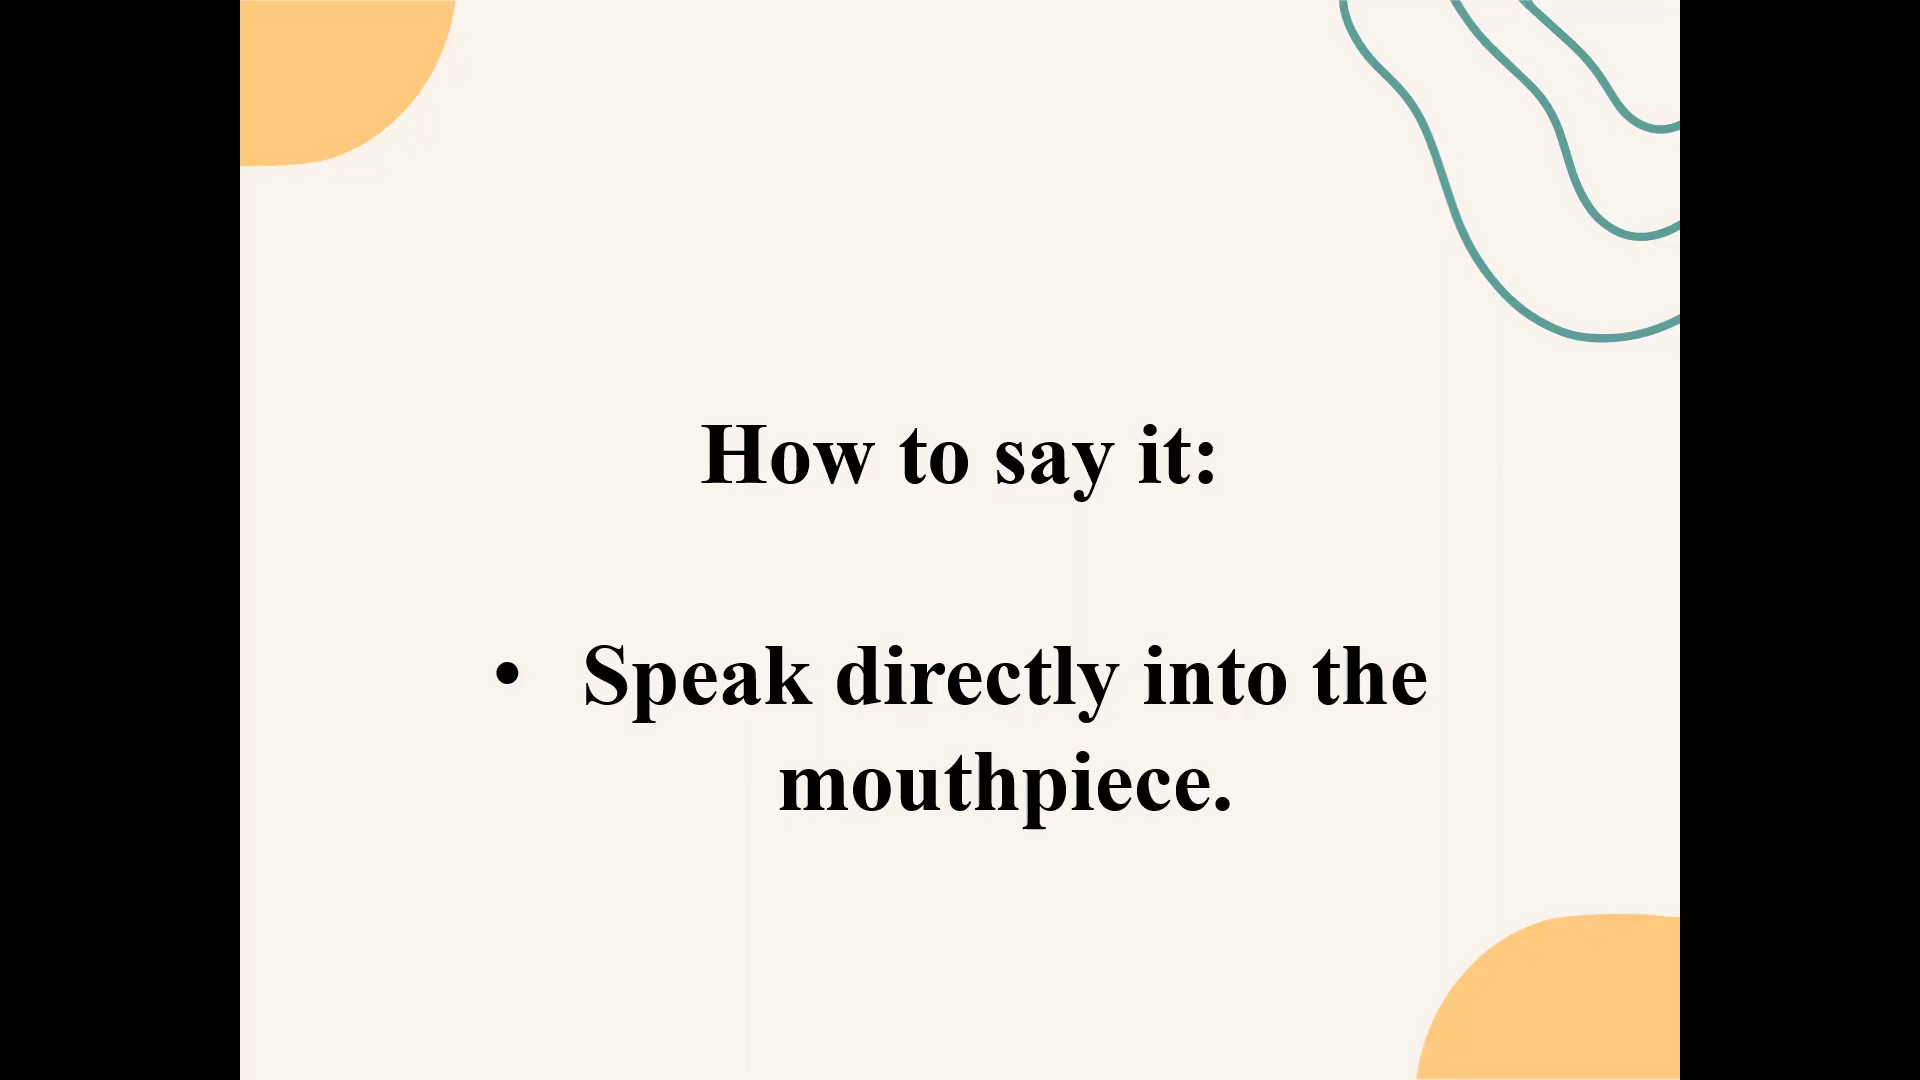 How to say it:
• Speak directly into the
mouthpiece.